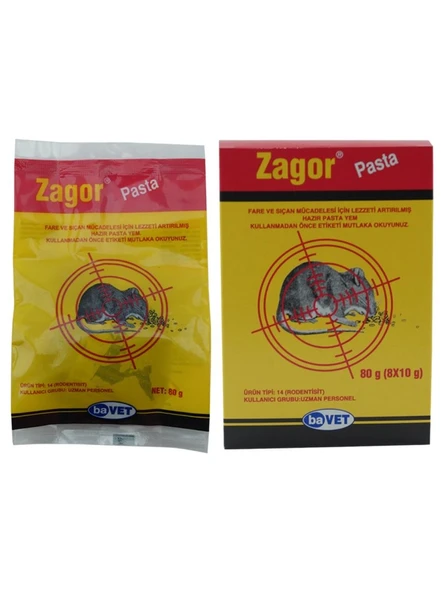 Zagor® Pasta
FARE VE SIÇAN MÜCADELESİ İÇİN LEZZETİ ARTIRILMIŞ
HAZIR PASTA YEM
KULLANMADAN ÖNCE ETİKETİ MUTLAKA OKUYUNUZ.
ÜRÜN TİPİ: 14 (RODENTİSİT)
KULLANICI GRUBU:UZMAN PERSONEL
NET: 80 g
baVET
Zagor® Pasta
FARE VE SIÇAN MÜCADELESİ İÇİN LEZZETİ ARTIRILMIŞ
HAZIR PASTA YEM
KULLANMADAN ÖNCE ETİKETİ MUTLAKA OKUYUNUZ.
80 g (8X10 g)
ÜRÜN TİPİ: 14 (RODENTİSİT)
KULLANICI GRUBU:UZMAN PERSONEL
baVET